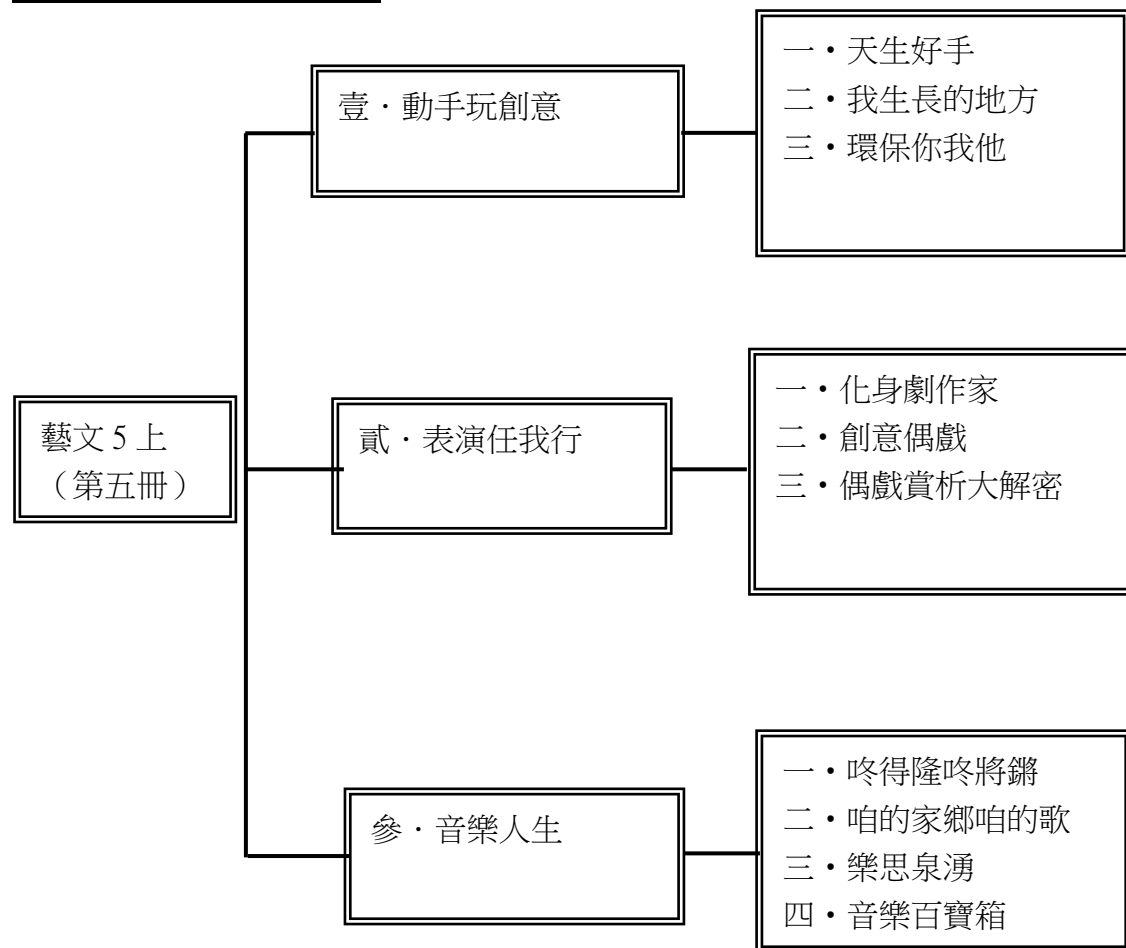 藝文 5 上
（第五冊）
壹．動手玩創意
一・天生好手
二・我生長的地方
三・環保你我他
貳．表演任我行
一・化身劇作家
二・創意偶戲
三・偶戲賞析大解密
參．音樂人生
一・咚得隆咚將鏘
二・咱的家鄉咱的歌
三・樂思泉湧
四・音樂百寶箱